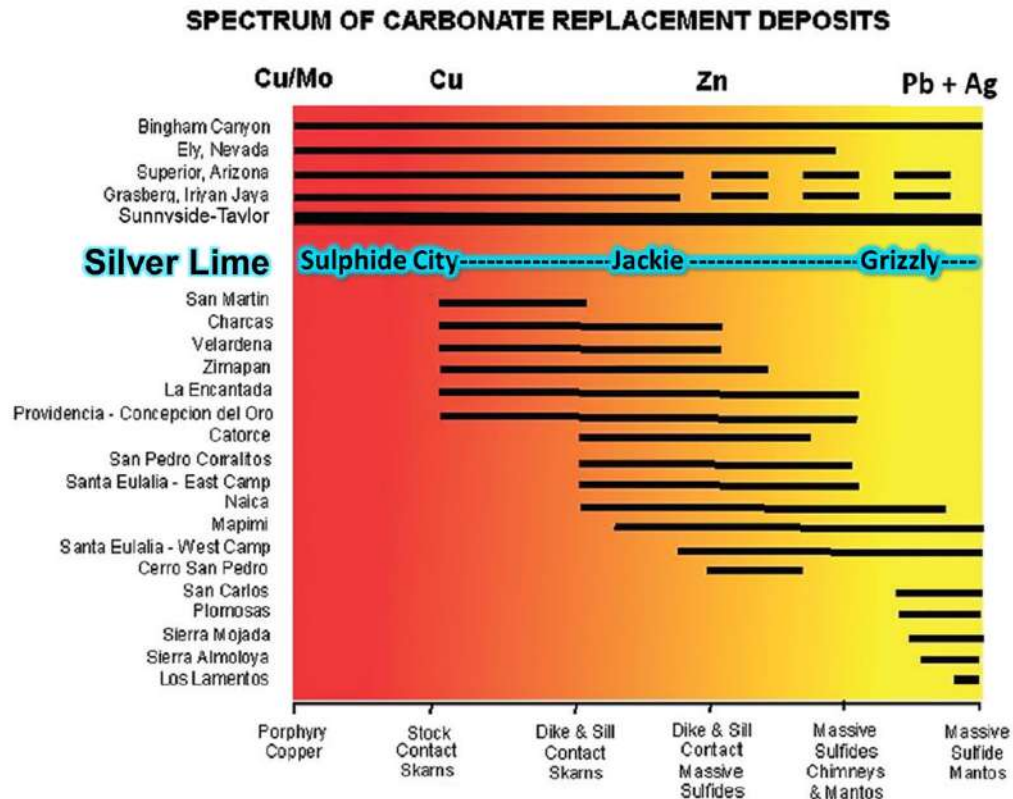 SPECTRUM OF CARBONATE REPLACEMENT DEPOSITS
Cu/Mo Cu Zn Pb + Ag
Bingham Canyon
Ely, Nevada
Superior, Arizona
Grasberg, Iriyan Jaya
Sunnyside-Taylor
Silver Lime Sulphide City Jackie Grizzly
San Martin
Charcas
Velardena
Zimapan
La Encantada
Providencia - Concepcion del Oro
Catorce
San Pedro Corralitos
Santa Eulalia - East Camp
Naica
Mapimi
Santa Eulalia - West Camp
Cerro San Pedro
San Carlos
Plomosas
Sierra Mojada
Sierra Almoloya
Los Lamentos
Porphyry Copper
Stock Contact Skarns
Dike & Sill Contact Skarns
Dike & Sill Contact Massive Sulfides
Massive Sulfides Chimneys & Mantos
Massive Sulfide Mantos